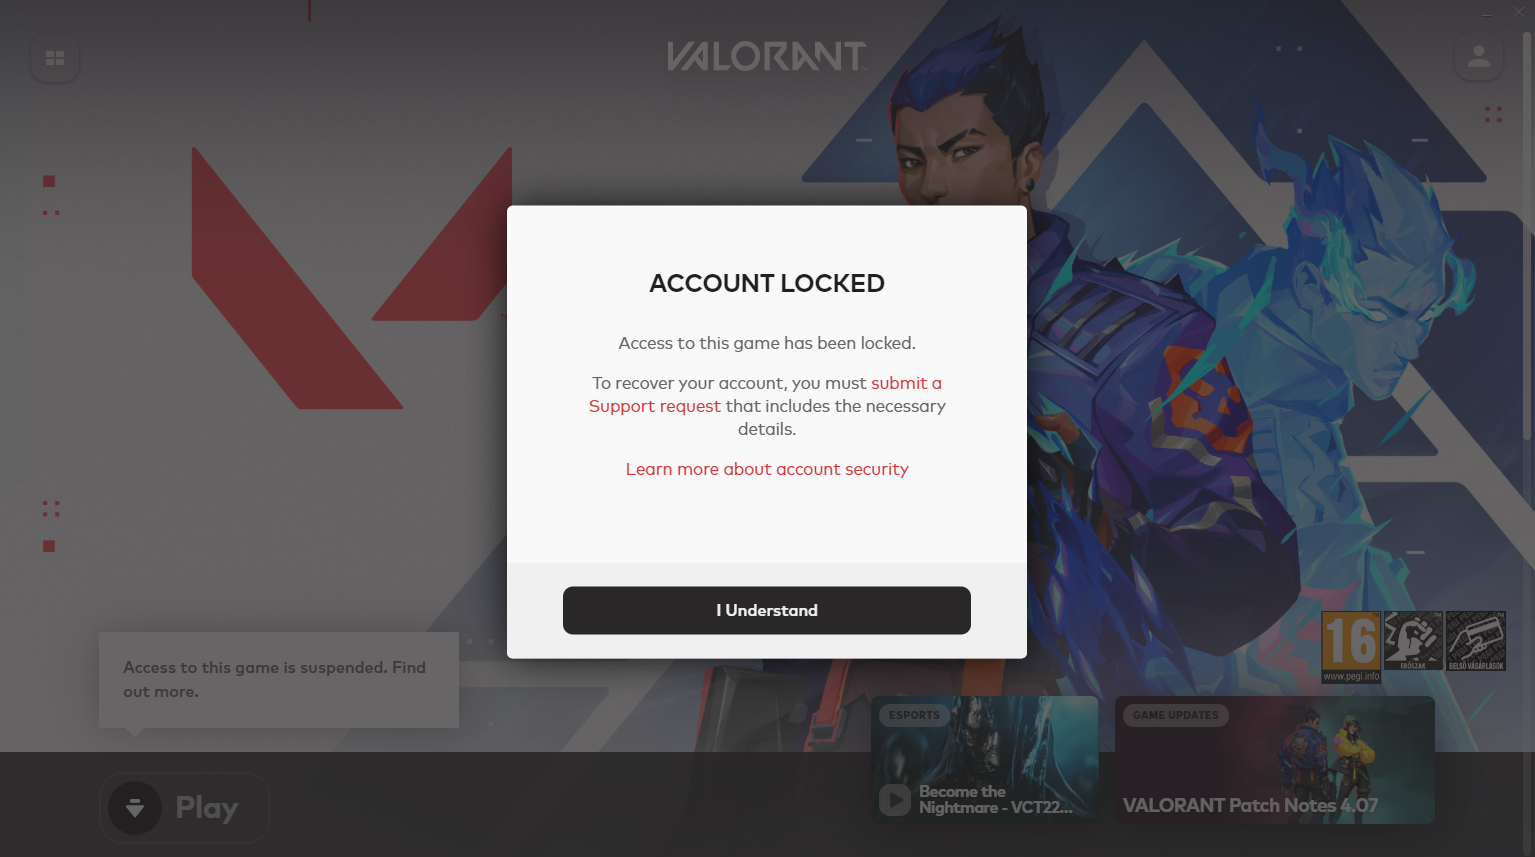 VALORANT
ACCOUNT LOCKED
Access to this game has been locked.
To recover your account, you must submit a
Support request that includes the necessary
details.
Learn more about account security
I Understand
Access to this game is suspended. Find
out more.
Play
16
www.pegi.info
ERŐSZAK
BELSŐ VÁSÁRLÁSOK
ESPORTS
Become the
Nightmare - VCT22...
GAME UPDATES
VALORANT Patch Notes 4.07